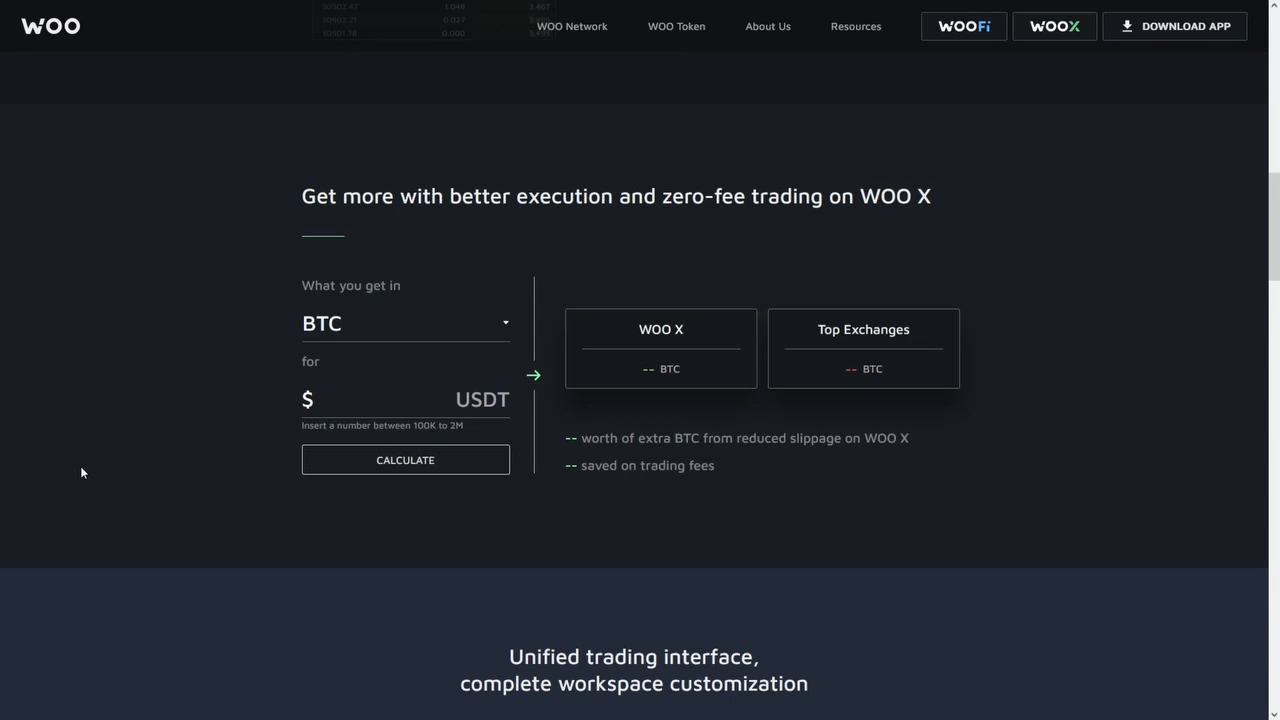 WOO
WOO Network
WOO Token
About Us
Resources
WOOFi
WOOX
DOWNLOAD APP
Get more with better execution and zero-fee trading on WOO X
What you get in
BTC
for
$ USDT
Insert a number between 100K to 2M
CALCULATE
WOO X
-- BTC
Top Exchanges
-- BTC
-- worth of extra BTC from reduced slippage on WOO X
-- saved on trading fees
Unified trading interface,
complete workspace customization